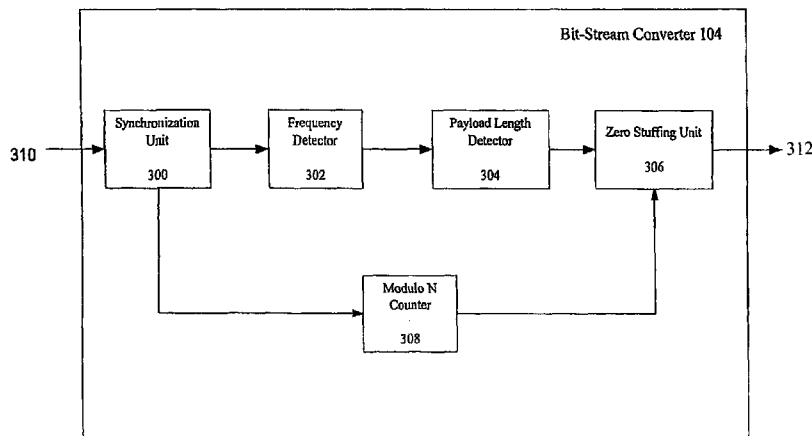 Bit-Stream Converter 104
Synchronization
Unit
300
Frequency
Detector
302
Payload Length
Detector
304
Zero Stuffing Unit
306
310
312
Modulo N
Counter
308